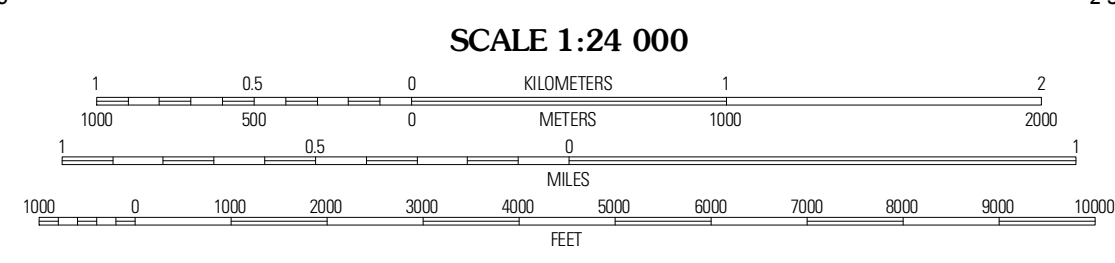 SCALE 1:24 000
1 0.5 0 KILOMETERS 1 2
1000 500 0 METERS 1000 2000
1 0.5 0 1
MILES
1000 0 1000 2000 3000 4000 5000 6000 7000 8000 9000 10000
FEET